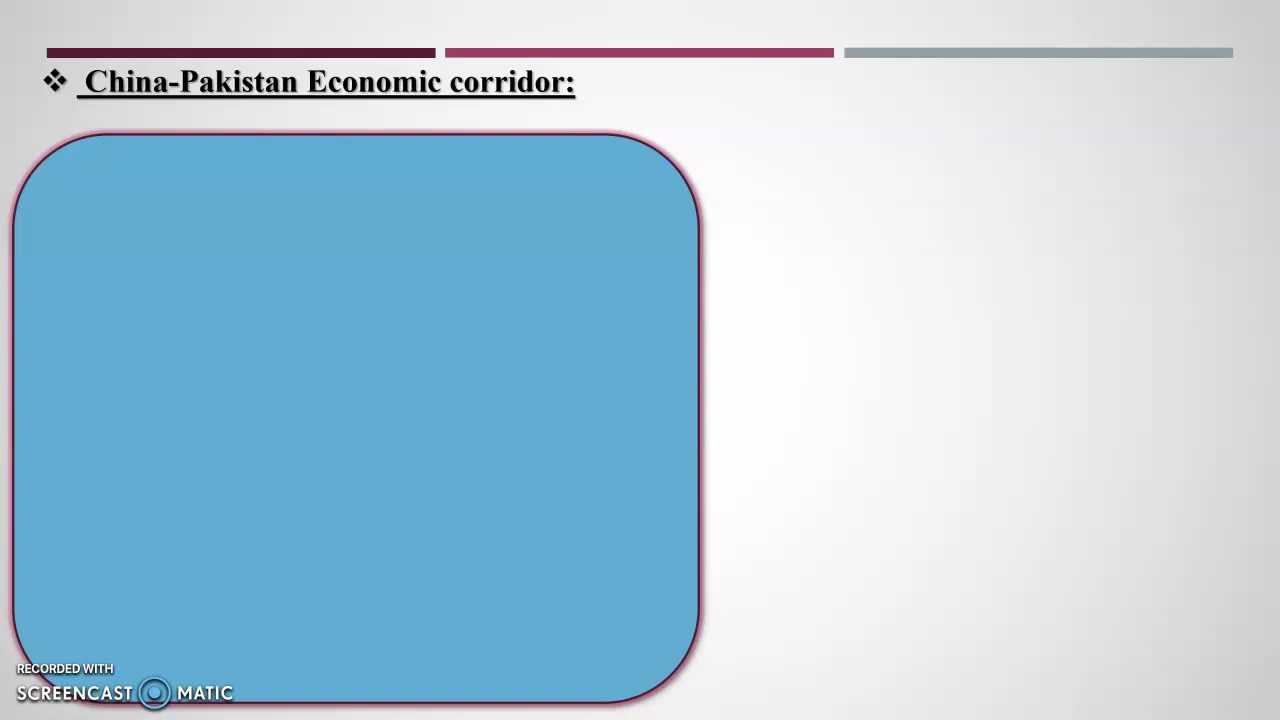 ❖ China-Pakistan Economic corridor:
RECORDED WITH
SCREENCAST MATIC